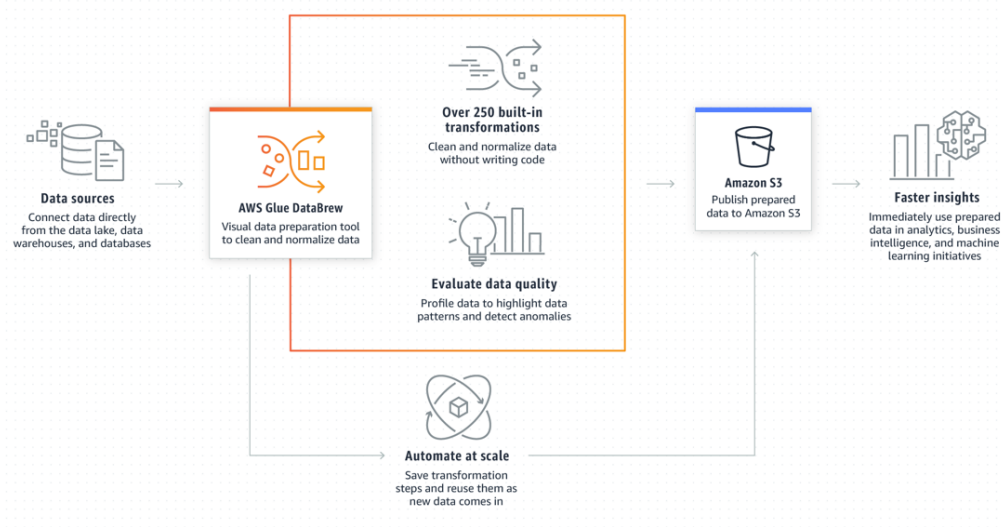 Data sources
Connect data directly
from the data lake, data
warehouses, and databases
AWS Glue DataBrew
Visual data preparation tool
to clean and normalize data
Over 250 built-in
transformations
Clean and normalize data
without writing code
Evaluate data quality
Profile data to highlight data
patterns and detect anomalies
Automate at scale
Save transformation
steps and reuse them as
new data comes in
Amazon S3
Publish prepared
data to Amazon S3
Faster insights
Immediately use prepared
data in analytics, business
intelligence, and machine
learning initiatives